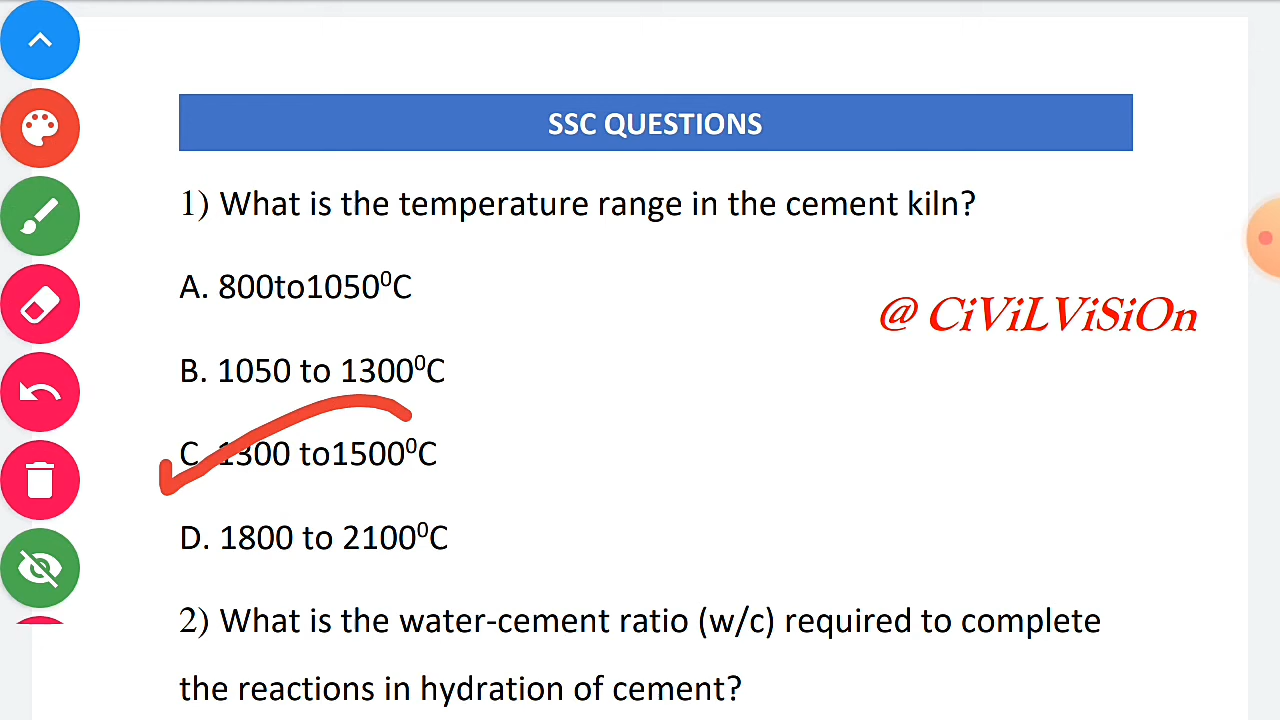 SSC QUESTIONS
1) What is the temperature range in the cement kiln?
A. 800to1050⁰C
@ CiViLViSiOn
B. 1050 to 1300⁰C
C. 1300 to1500⁰C
D. 1800 to 2100⁰C
2) What is the water-cement ratio (w/c) required to complete
the reactions in hydration of cement?